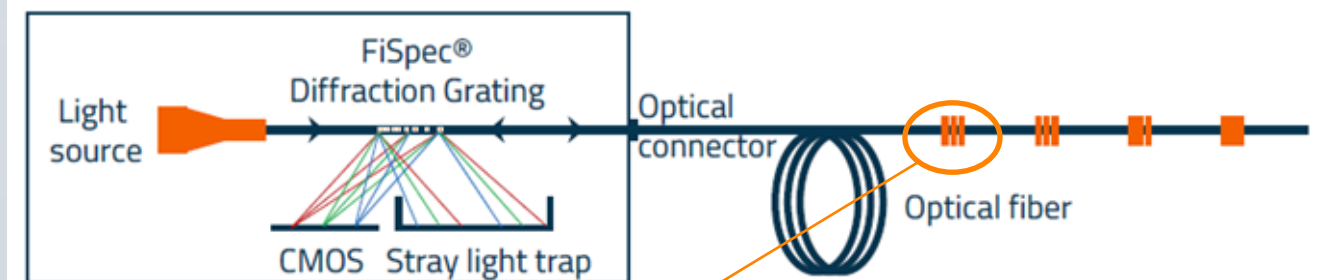 FiSpec®
Diffraction Grating
Light
source
Optical
connector
Optical fiber
CMOS
Stray light trap